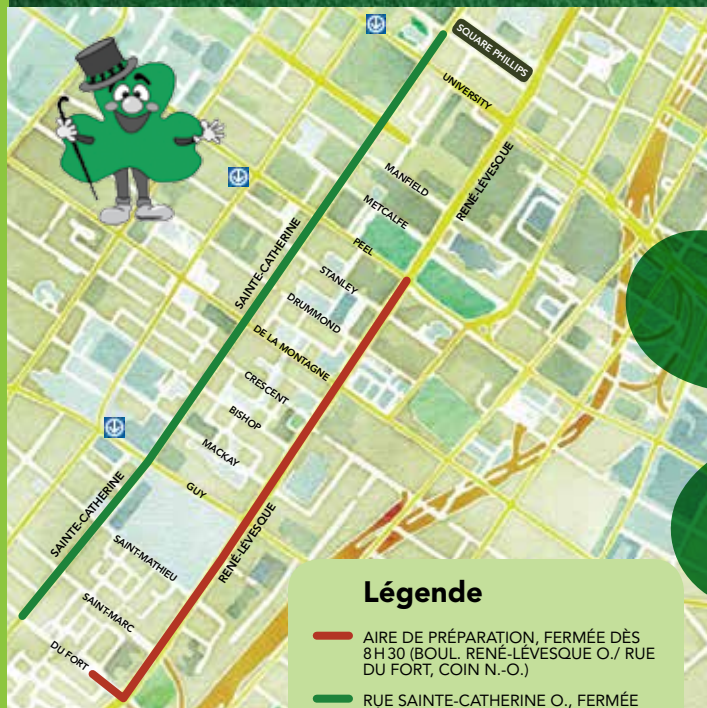 SQUARE PHILLIPS
UNIVERSITY
MANFIELD
RENÉ-LÉVESQUE
METCALFE
PEEL
SAINTE-CATHERINE
STANLEY
DRUMMOND
DE LA MONTAGNE
CRESCENT
BISHOP
MACKAY
GUY
SAINTE-CATHERINE
RENÉ-LÉVESQUE
SAINT-MATHIEU
SAINT-MARC
DU FORT
Légende
AIRE DE PRÉPARATION, FERMÉE DÈS
8H30 (BOUL. RENÉ-LÉVESQUE O./ RUE
DU FORT, COIN N.-O.)
RUE SAINTE-CATHERINE O., FERMÉE